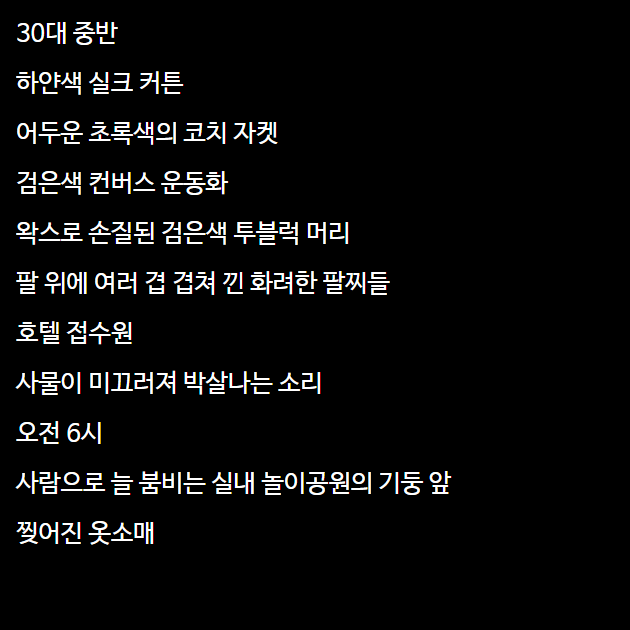 30대 중반
하얀색 실크 커튼
어두운 초록색의 코치 자켓
검은색 컨버스 운동화
왁스로 손질된 검은색 투블럭 머리
팔 위에 여러 겹 겹쳐 낀 화려한 팔찌들
호텔 접수원
사물이 미끄러져 박살나는 소리
오전 6시
사람으로 늘 붐비는 실내 놀이공원의 기둥 앞
찢어진 옷소매